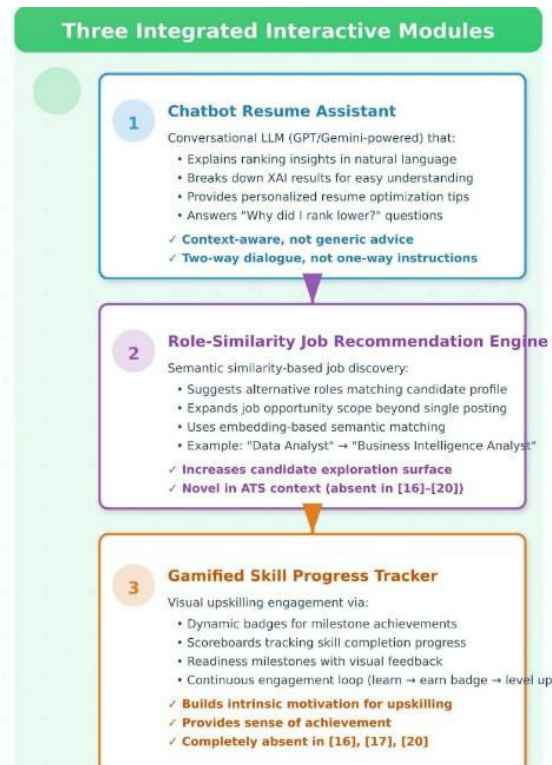 Three Integrated Interactive Modules
1
Chatbot Resume Assistant
Conversational LLM (GPT/Gemini-powered) that:
• Explains ranking insights in natural language
• Breaks down XAI results for easy understanding
• Provides personalized resume optimization tips
• Answers "Why did I rank lower?" questions
✓ Context-aware, not generic advice
✓ Two-way dialogue, not one-way instructions
2
Role-Similarity Job Recommendation Engine
Semantic similarity-based job discovery:
• Suggests alternative roles matching candidate profile
• Expands job opportunity scope beyond single posting
• Uses embedding-based semantic matching
• Example: "Data Analyst" → "Business Intelligence Analyst"
✓ Increases candidate exploration surface
✓ Novel in ATS context (absent in [16]–[20])
3
Gamified Skill Progress Tracker
Visual upskilling engagement via:
• Dynamic badges for milestone achievements
• Scoreboards tracking skill completion progress
• Readiness milestones with visual feedback
• Continuous engagement loop (learn → earn badge → level up
✓ Builds intrinsic motivation for upskilling
✓ Provides sense of achievement
✓ Completely absent in [16], [17], [20]